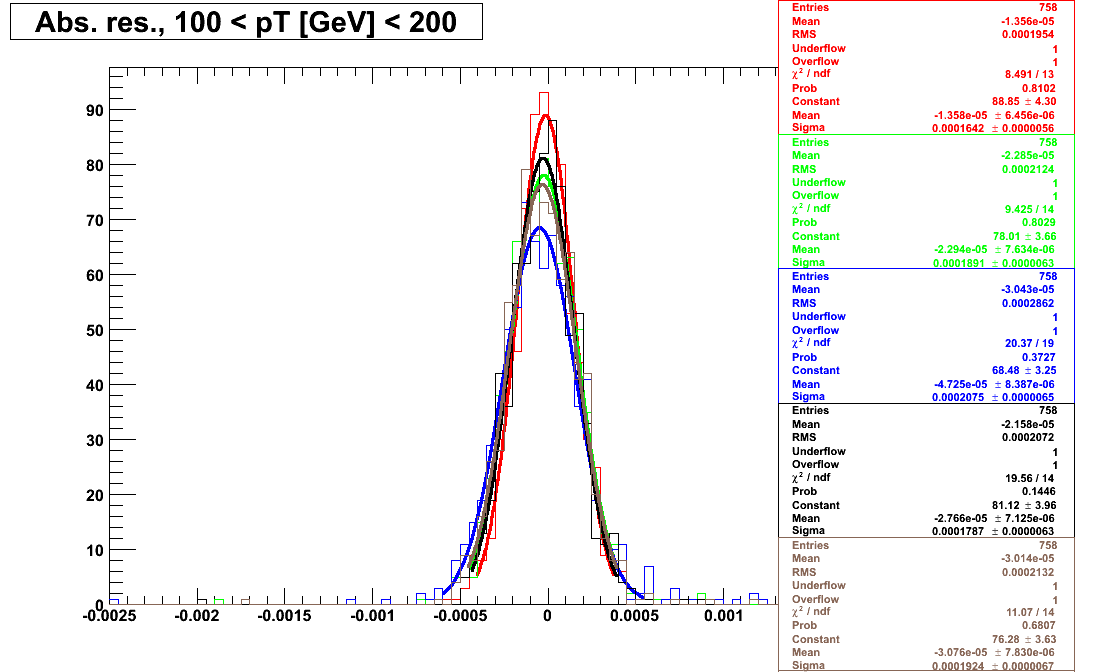 Abs. res., 100 < pT [GeV] < 200
Entries 758
Mean -1.356e-05
RMS 0.0001954
Underflow 1
Overflow 1
χ² / ndf 8.491 / 13
Prob 0.8102
Constant 88.85 ± 4.30
Mean -1.358e-05 ± 6.456e-06
Sigma 0.0001642 ± 0.0000056
Entries 758
Mean -2.285e-05
RMS 0.0002124
Underflow 1
Overflow 1
χ² / ndf 9.425 / 14
Prob 0.8029
Constant 78.01 ± 3.66
Mean -2.294e-05 ± 7.634e-06
Sigma 0.0001891 ± 0.0000063
Entries 758
Mean -3.043e-05
RMS 0.0002862
Underflow 1
Overflow 1
χ² / ndf 20.37 / 19
Prob 0.3727
Constant 68.48 ± 3.25
Mean -4.725e-05 ± 8.387e-06
Sigma 0.0002075 ± 0.0000065
Entries 758
Mean -2.158e-05
RMS 0.0002072
Underflow 1
Overflow 1
χ² / ndf 19.56 / 14
Prob 0.1446
Constant 81.12 ± 3.96
Mean -2.766e-05 ± 7.125e-06
Sigma 0.0001787 ± 0.0000063
Entries 758
Mean -3.014e-05
RMS 0.0002132
Underflow 1
Overflow 1
χ² / ndf 11.07 / 14
Prob 0.6807
Constant 76.28 ± 3.63
Mean -3.076e-05 ± 7.830e-06
Sigma 0.0001924 ± 0.0000067
90
80
70
60
50
40
30
20
10
0
-0.0025 -0.002 -0.0015 -0.001 -0.0005 0 0.0005 0.001